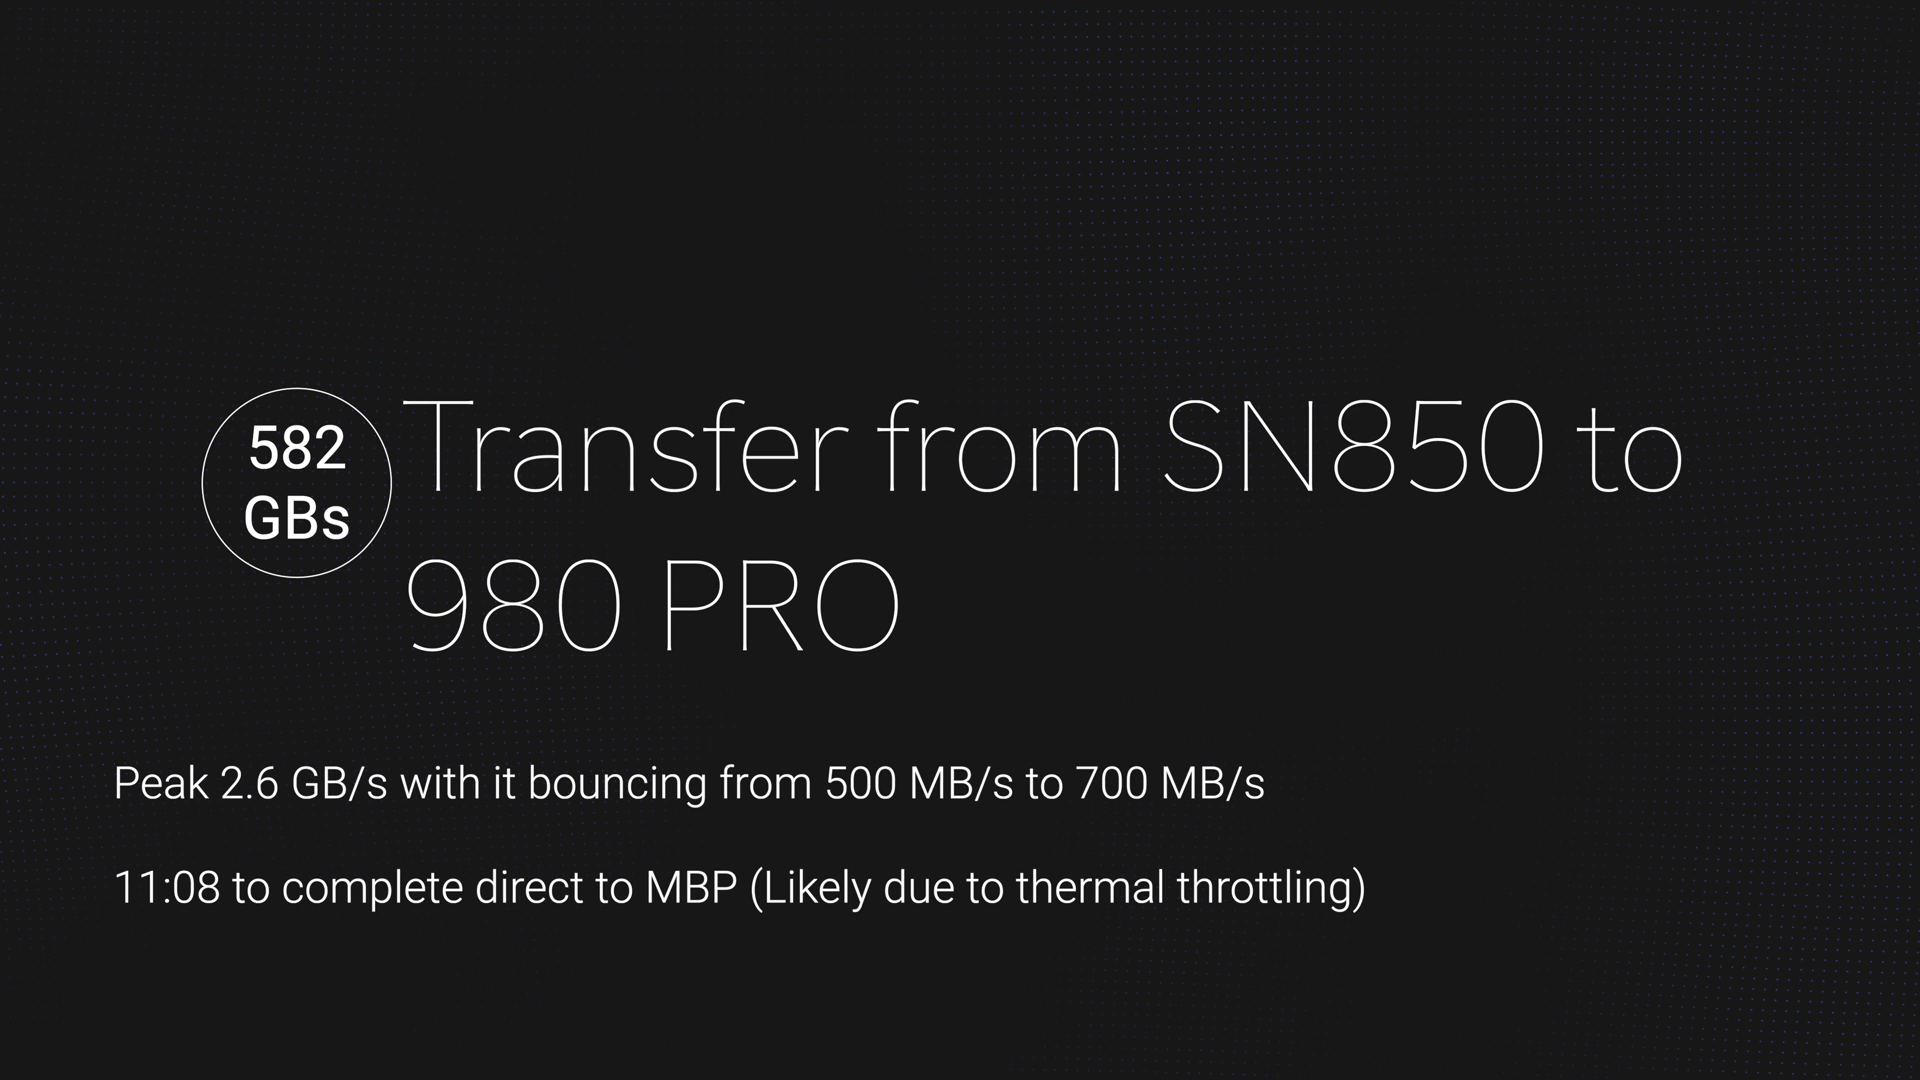 582
GBs
Transfer from SN850 to
980 PRO
Peak 2.6 GB/s with it bouncing from 500 MB/s to 700 MB/s
11:08 to complete direct to MBP (Likely due to thermal throttling)